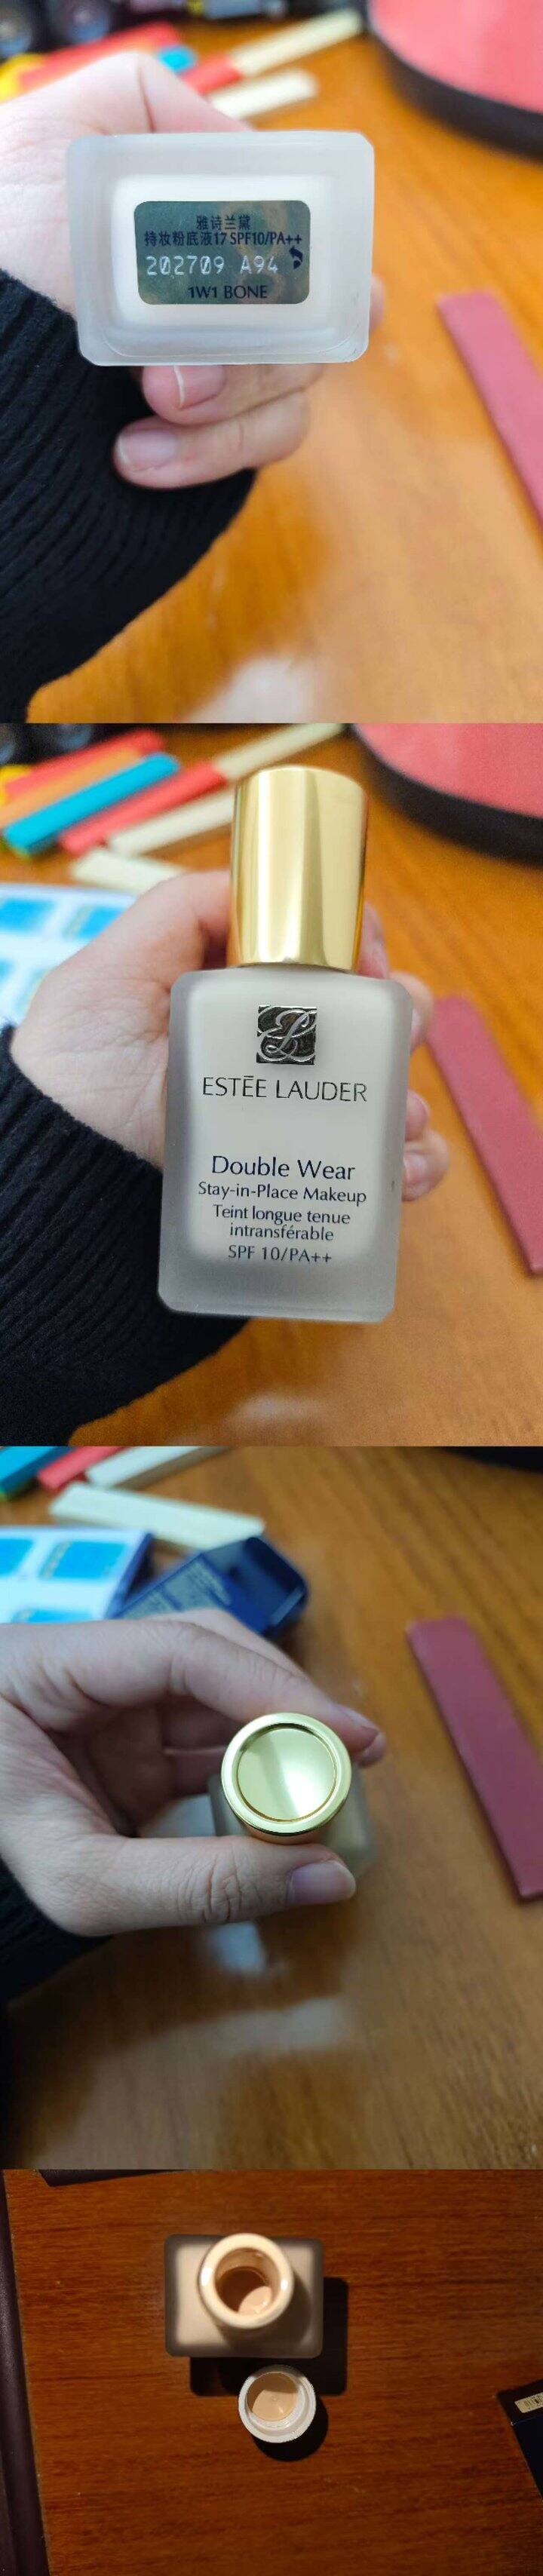 雅诗兰黛
持妆粉底液17 SPF10/PA++
202709 A94
1W1 BONE
ESTĒE LAUDER
Double Wear
Stay-in-Place Makeup
Teint longue tenue
intransférable
SPF 10/PA++